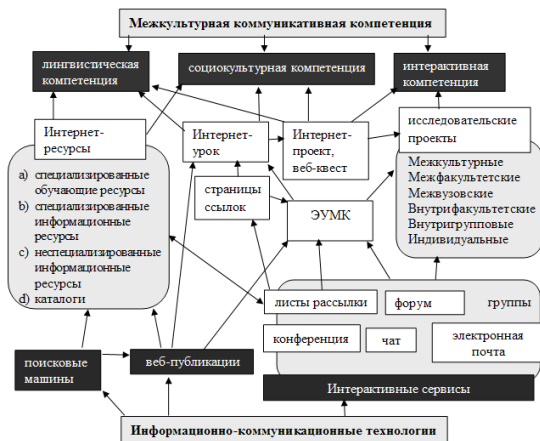 Межкультурная коммуникативная компетенция
лингвистическая
компетенция
социокультурная компетенция
интерактивная
компетенция
Интернет-
ресурсы
Интернет-
урок
Интернет-
проект,
веб-квест
исследовательские
проекты
a) специализированные
обучающие ресурсы
b) специализированные
информационные
ресурсы
c) неспециализированные
информационные
ресурсы
d) каталоги
страницы
ссылок
ЭУМК
Межкультурные
Межфакультетские
Межвузовские
Внутрифакультетские
Внутригрупповые
Индивидуальные
листы рассылки
форум
группы
конференция
чат
электронная
почта
поисковые
машины
веб-публикации
Интерактивные сервисы
Информационно-коммуникационные технологии